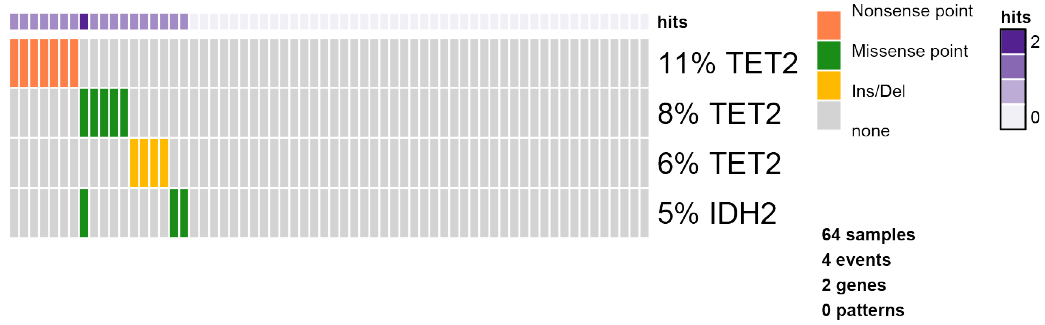 hits
11% TET2
8% TET2
6% TET2
5% IDH2
Nonsense point
Missense point
Ins/Del
none
hits
2
0
64 samples
4 events
2 genes
0 patterns